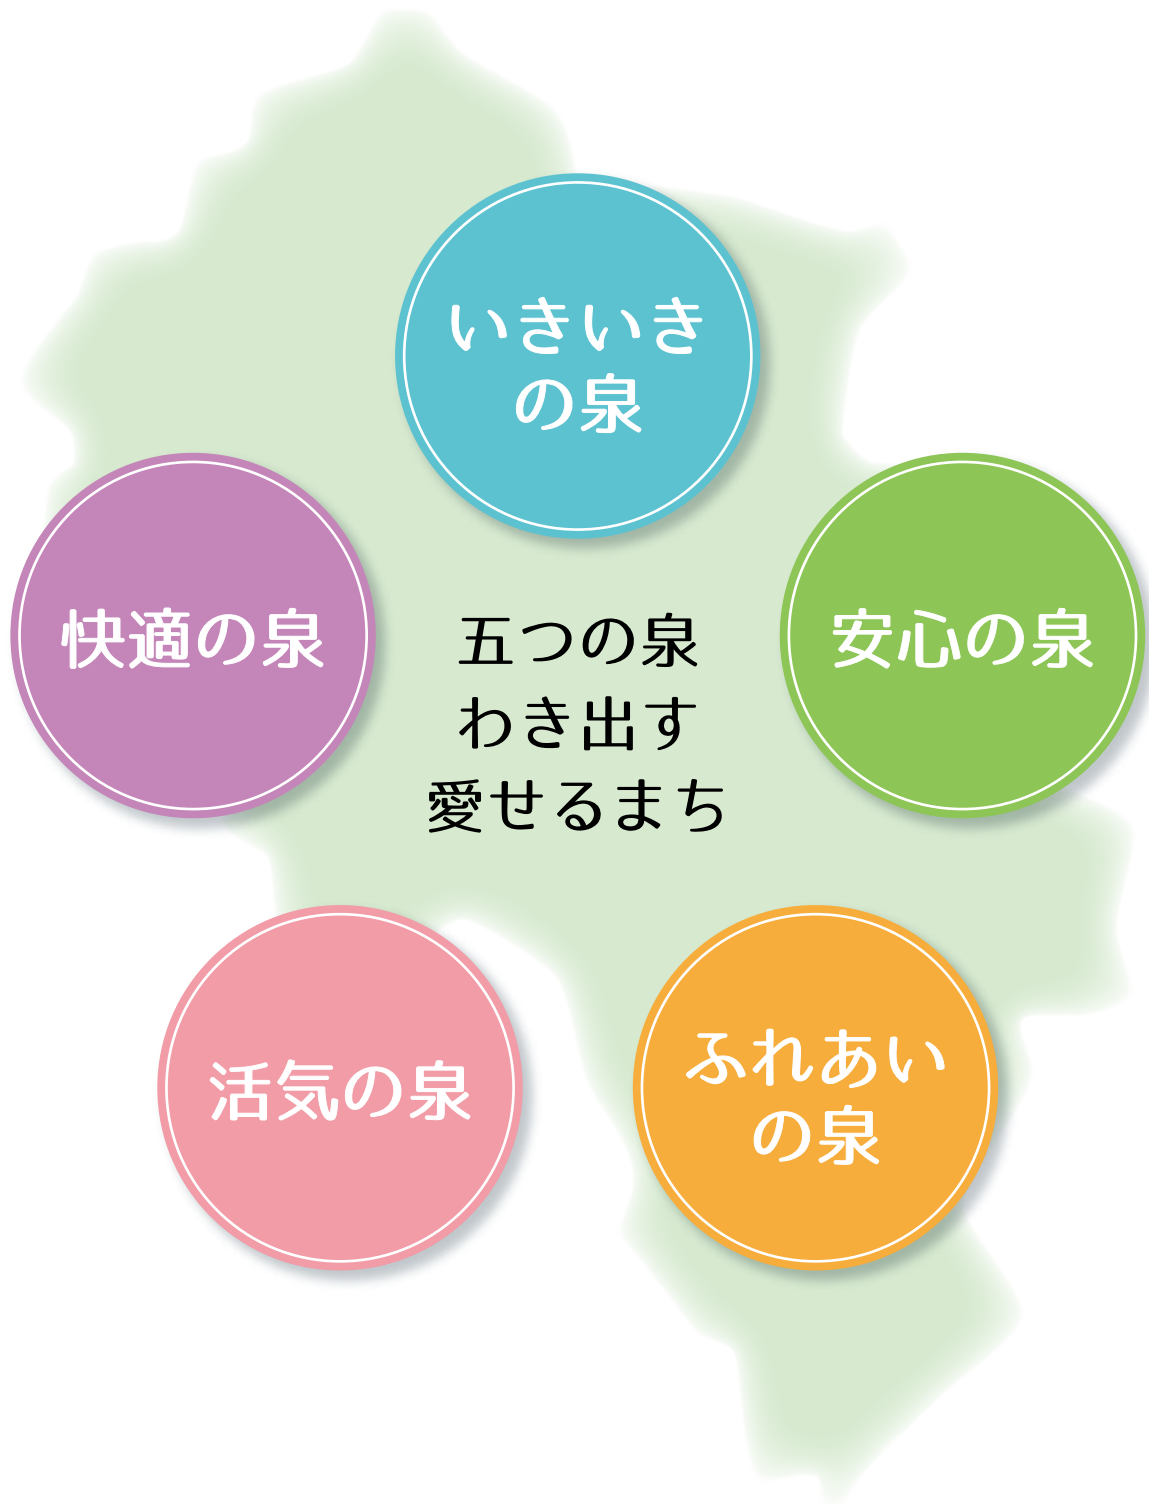 いきいき
の泉
快適の泉
安心の泉
五つの泉
わき出す
愛せるまち
活気の泉
ふれあい
の泉